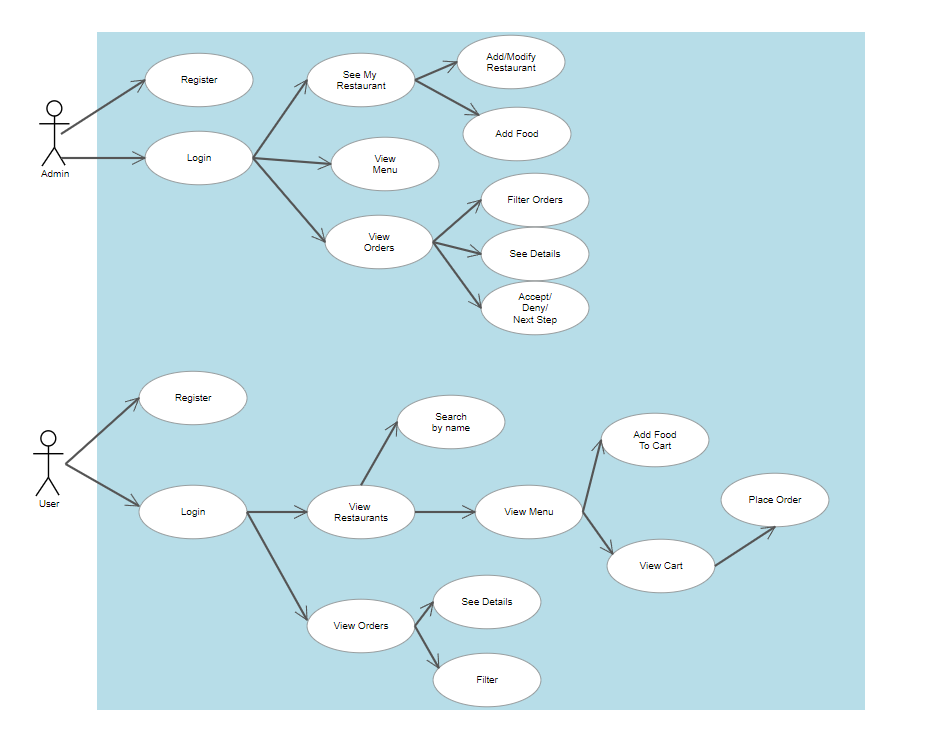 Add/Modify
Restaurant
See My
Restaurant
Register
Add Food
Admin
Login
View
Menu
Filter Orders
View
Orders
See Details
Accept/
Deny/
Next Step
Register
Search
by name
Add Food
To Cart
User
Login
View
Restaurants
View Menu
Place Order
View Cart
See Details
View Orders
Filter